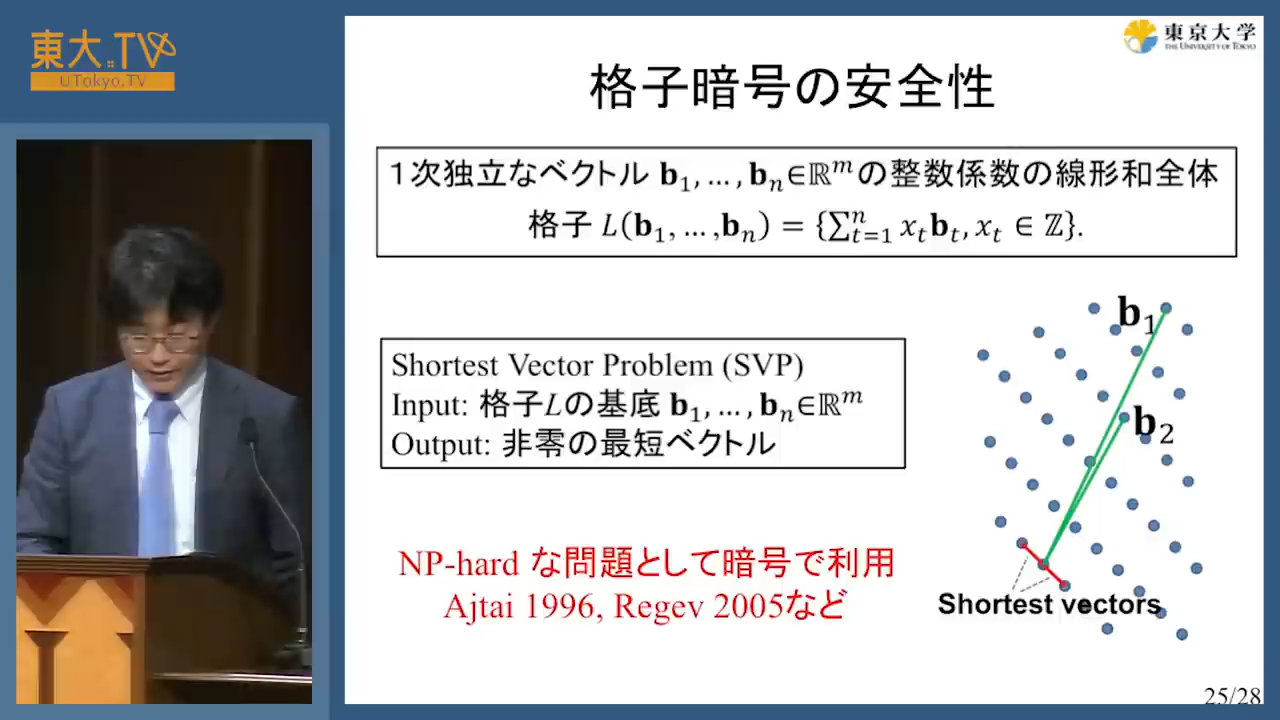 東大.TV
UTokyo.TV
東京大学
THE UNIVERSITY OF TOKYO
格子暗号の安全性
1次独立なベクトル b₁,…,bₙ∈ℝᵐの整数係数の線形和全体
格子 L(b₁,…,bₙ) = {∑ⁿₜ₌₁ xₜbₜ, xₜ ∈ ℤ}.
Shortest Vector Problem (SVP)
Input: 格子Lの基底 b₁,…,bₙ∈ℝᵐ
Output: 非零の最短ベクトル
b₁
b₂
Shortest vectors
NP-hard な問題として暗号で利用
Ajtai 1996, Regev 2005など
25/28